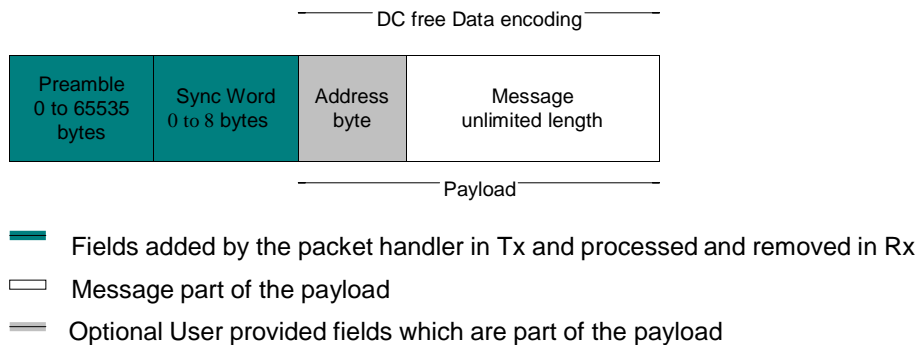 DC free Data encoding
Preamble
0 to 65535
bytes
Sync Word
0 to 8 bytes
Address
byte
Message
unlimited length
Payload
Fields added by the packet handler in Tx and processed and removed in Rx
Message part of the payload
Optional User provided fields which are part of the payload